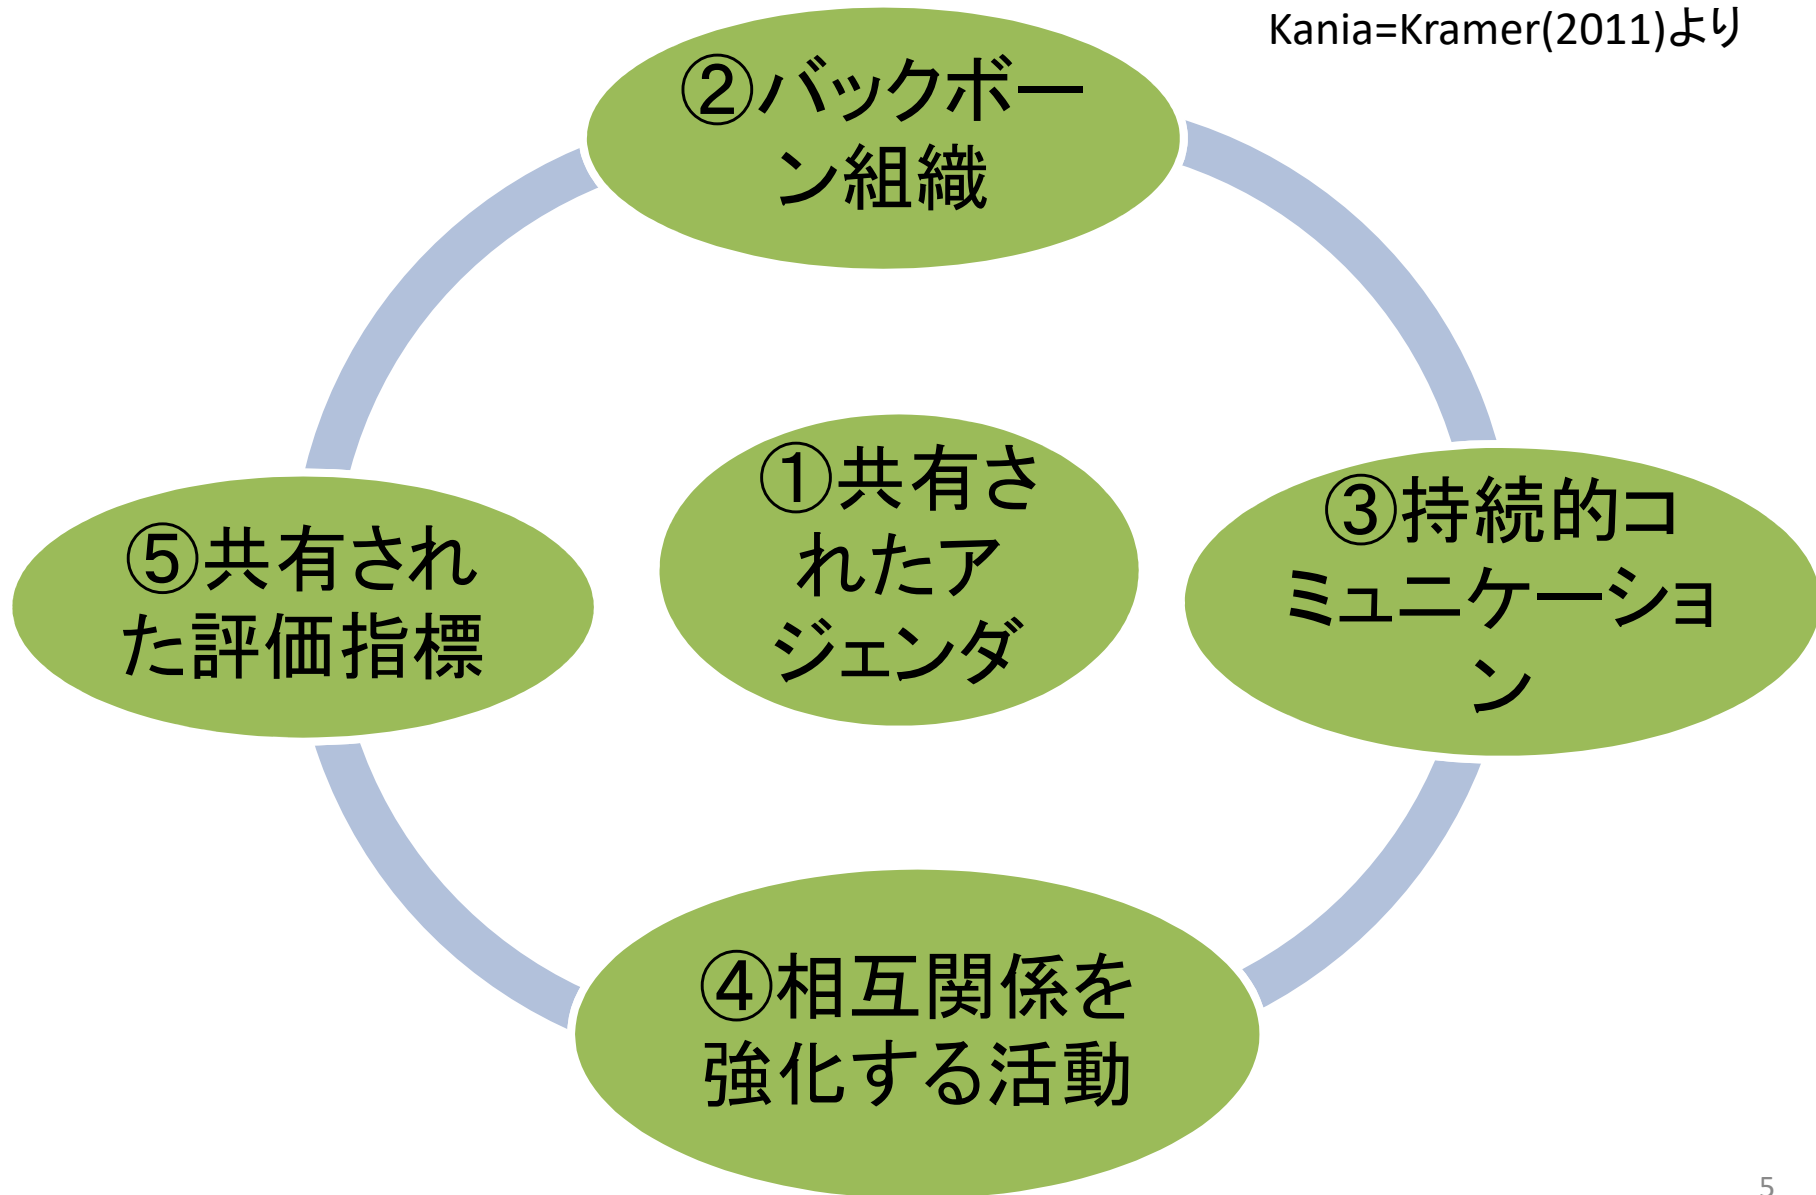 Kania=Kramer(2011)より
②バックボー
ン組織
①共有さ
れたア
ジェンダ
③持続的コ
ミュニケーショ
ン
⑤共有され
た評価指標
④相互関係を
強化する活動
5